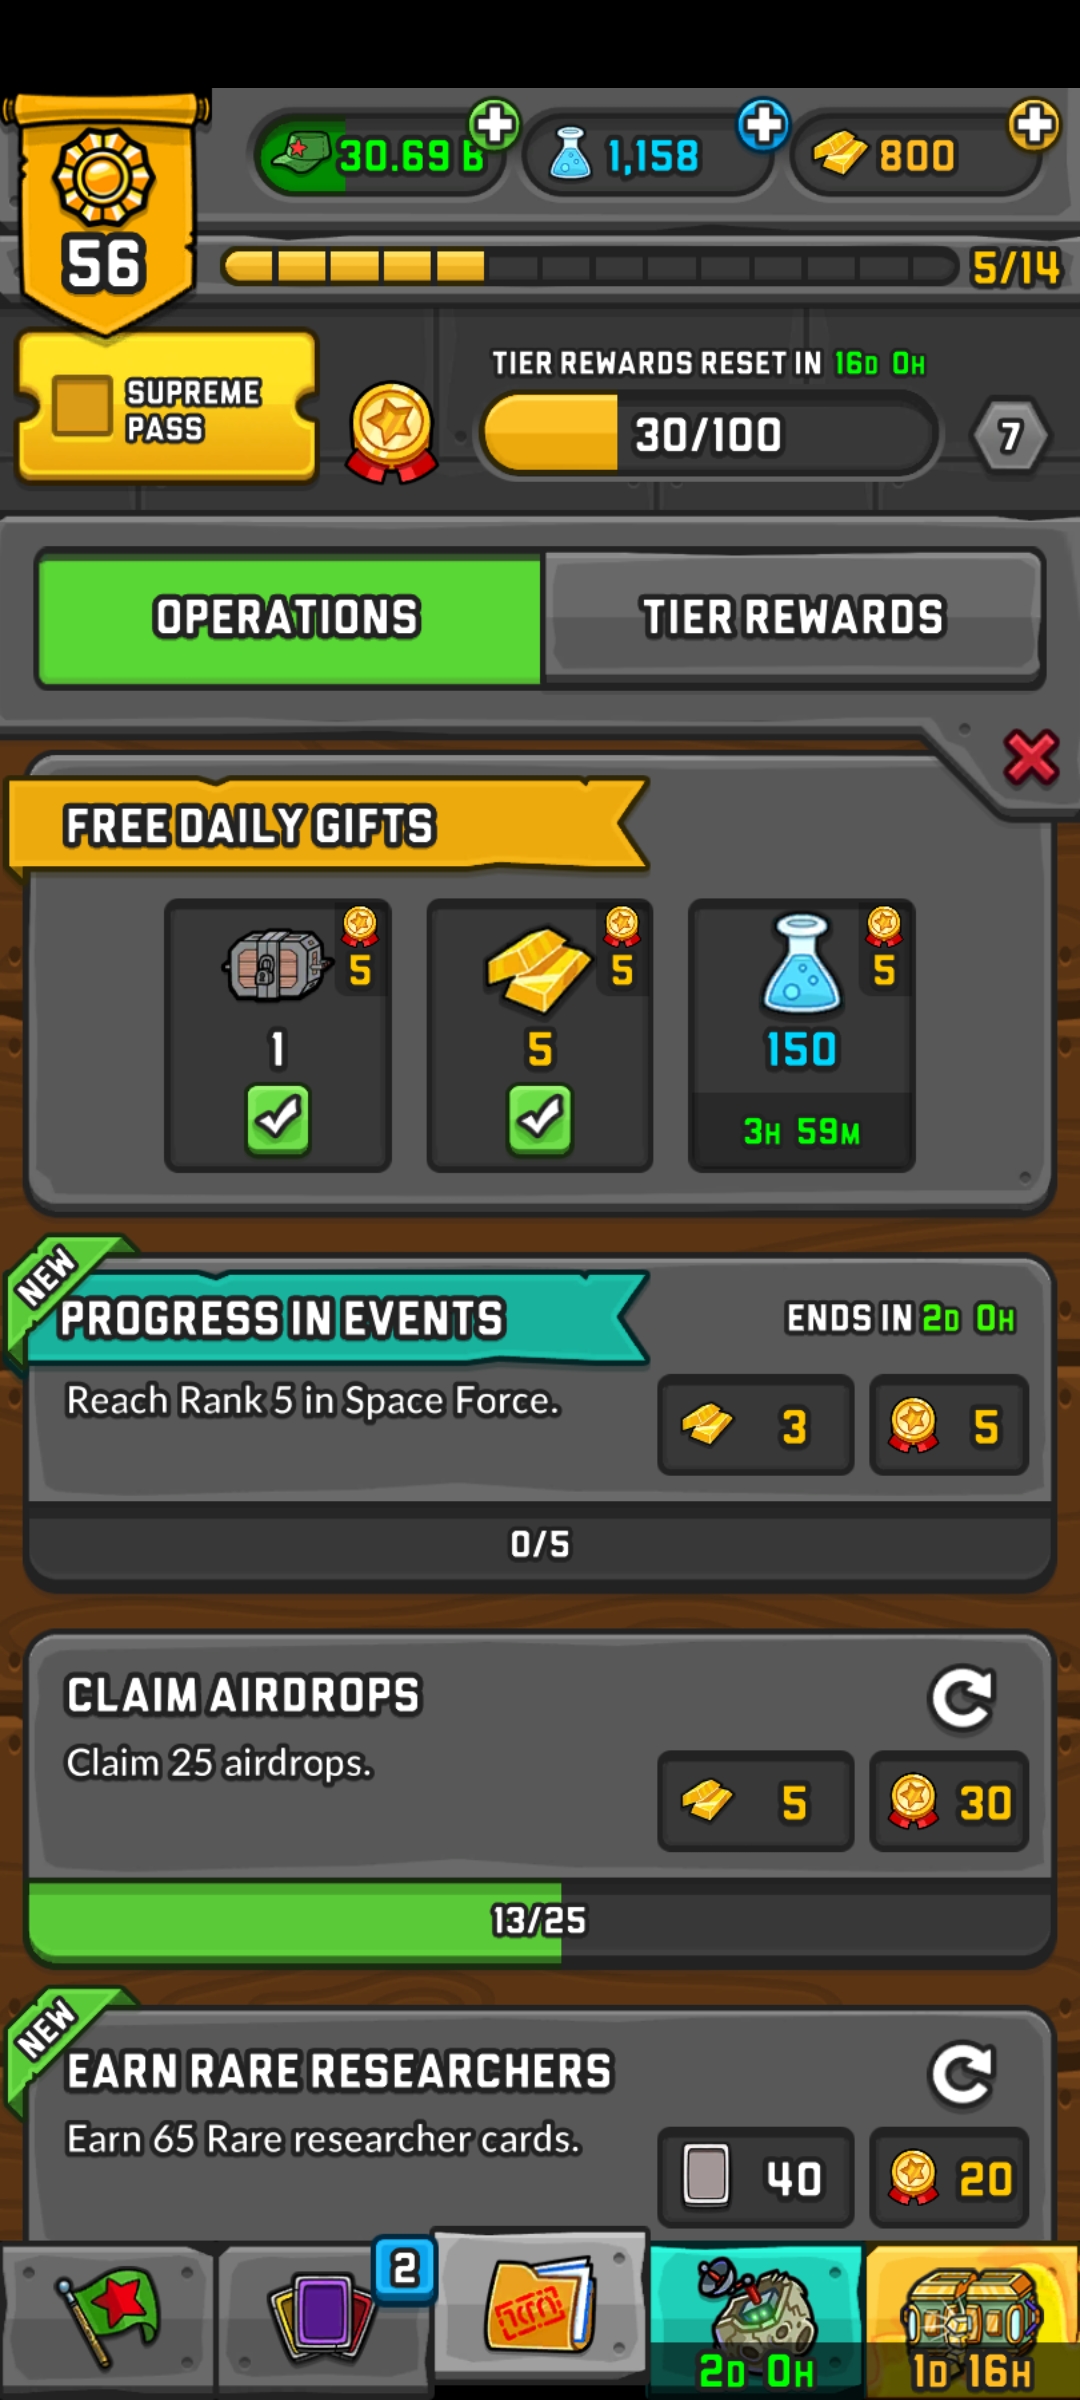 30.69 B
1,158
800
56
5/14
SUPREME
PASS
TIER REWARDS RESET IN 16D 0H
30/100
7
OPERATIONS
TIER REWARDS
FREE DAILY GIFTS
5
5
5
1
5
150
3H 59M
NEW
PROGRESS IN EVENTS
ENDS IN 2D 0H
Reach Rank 5 in Space Force.
3
5
0/5
CLAIM AIRDROPS
Claim 25 airdrops.
5
30
13/25
NEW
EARN RARE RESEARCHERS
Earn 65 Rare researcher cards.
40
20
2
2D 0H
1D 16H